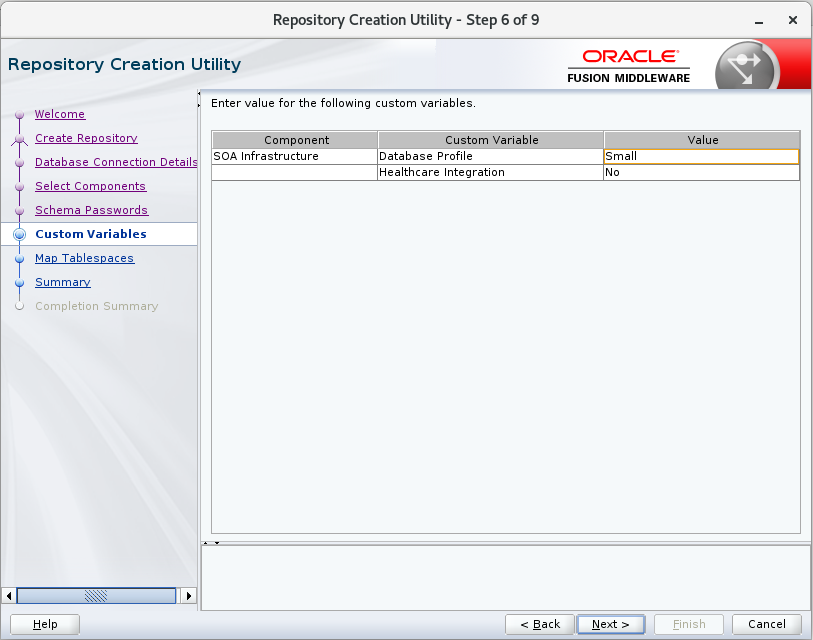 Repository Creation Utility - Step 6 of 9
Repository Creation Utility
ORACLE
FUSION MIDDLEWARE
Welcome
Create Repository
Database Connection Details
Select Components
Schema Passwords
Custom Variables
Map Tablespaces
Summary
Completion Summary
Enter value for the following custom variables.
Component Custom Variable Value
SOA Infrastructure Database Profile Small
Healthcare Integration No
Help < Back Next > Finish Cancel